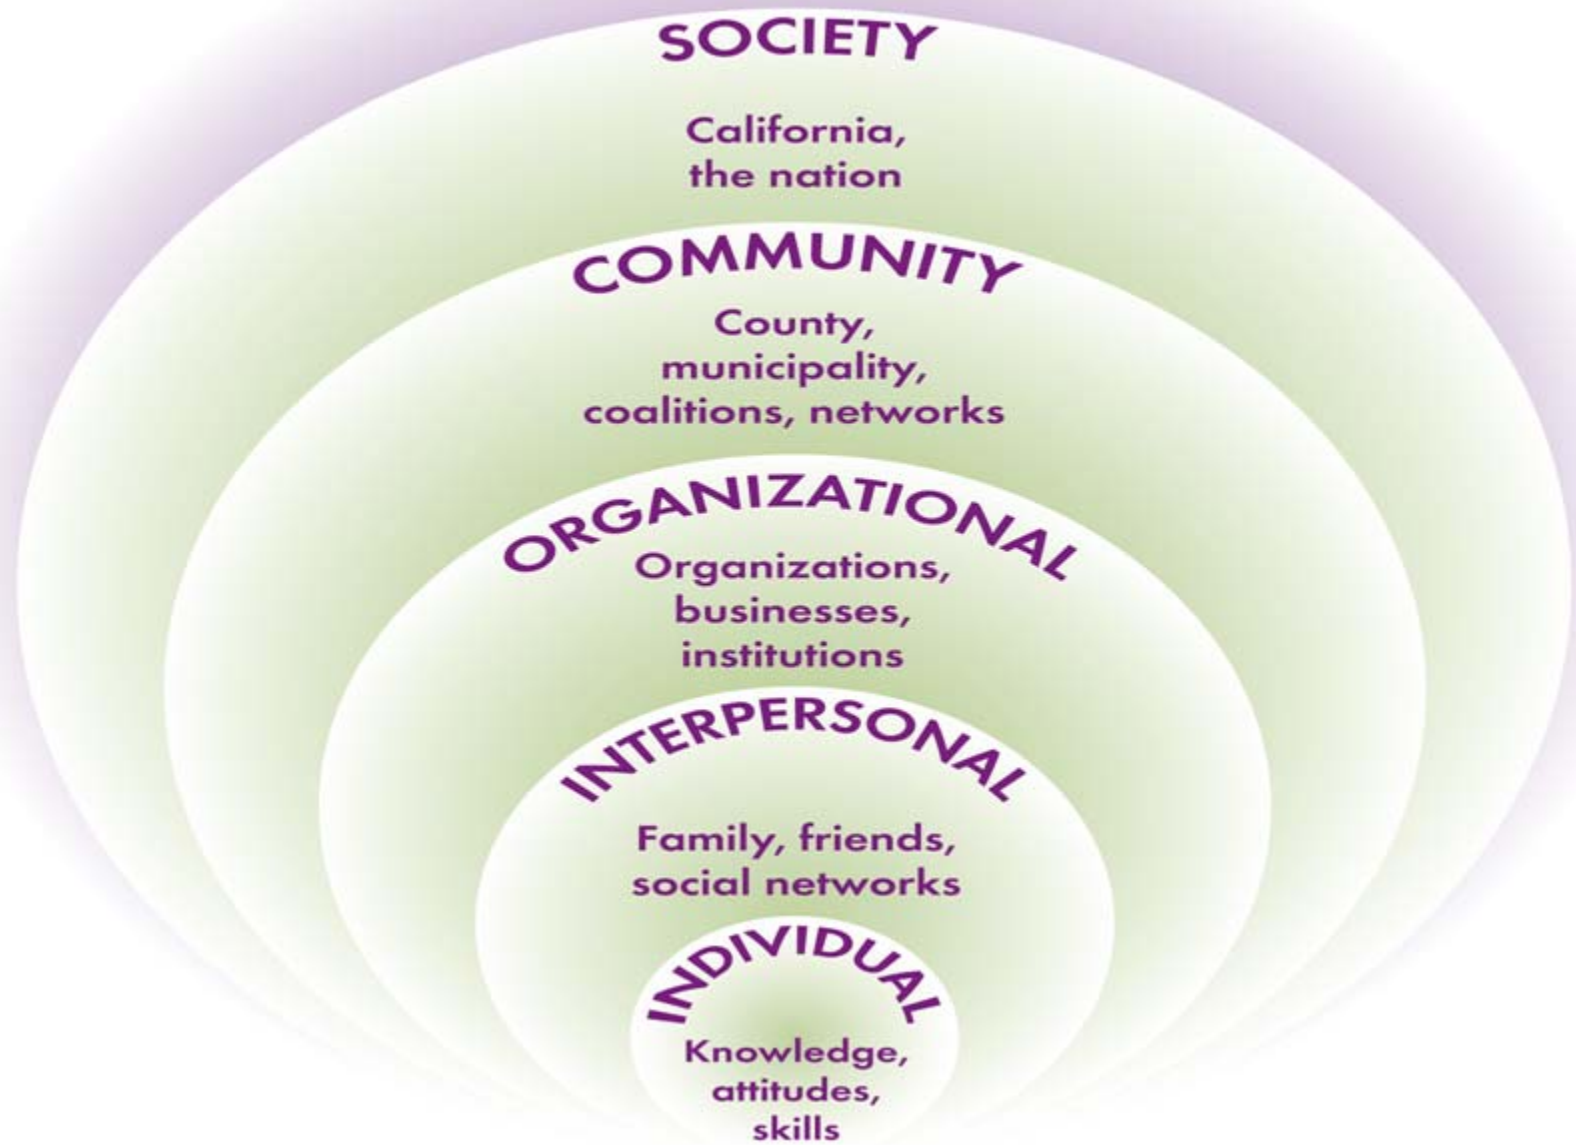 SOCIETY
California,
the nation
COMMUNITY
County,
municipality,
coalitions, networks
ORGANIZATIONAL
Organizations,
businesses,
institutions
INTERPERSONAL
Family, friends,
social networks
INDIVIDUAL
Knowledge,
attitudes,
skills